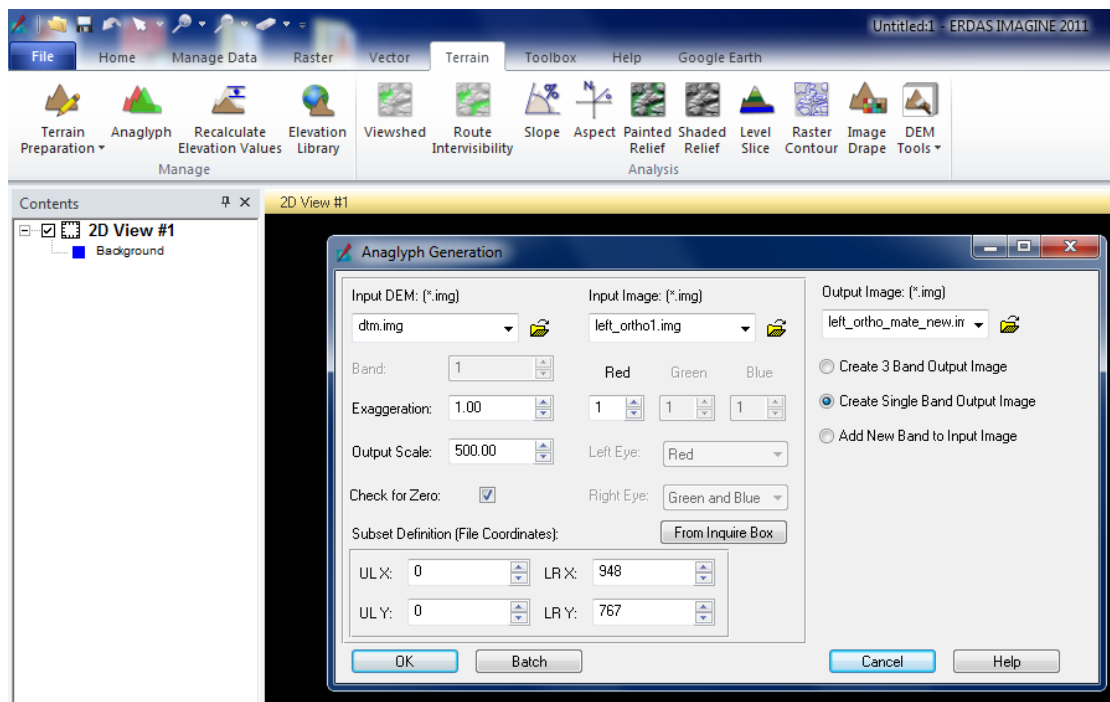 Untitled:1 - ERDAS IMAGINE 2011
File Home Manage Data Raster Vector Terrain Toolbox Help Google Earth
Terrain Preparation Anaglyph Recalculate Elevation Values Elevation Library Viewshed Route Intervisibility Slope Aspect Painted Relief Shaded Relief Level Slice Raster Contour Image Drape DEM Tools
Manage Analysis
Contents
2D View #1
2D View #1
Background
Anaglyph Generation
Input DEM: (*.img) Input Image: (*.img) Output Image: (*.img)
dtm.img left_ortho1.img left_ortho_mate_new.im
Band: 1 Red Green Blue
Create 3 Band Output Image
Exaggeration: 1.00 1 1 1
Create Single Band Output Image
Add New Band to Input Image
Output Scale: 500.00 Left Eye: Red
Check for Zero: Right Eye: Green and Blue
Subset Definition (File Coordinates): From Inquire Box
UL X: 0 LR X: 948
UL Y: 0 LR Y: 767
OK Batch Cancel Help